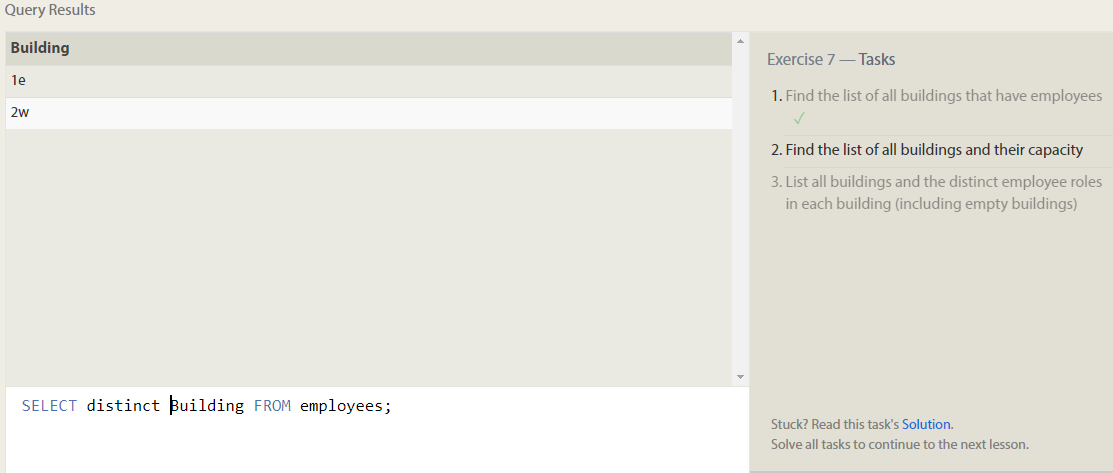 Query Results
Building
1e
2w
SELECT distinct Building FROM employees;
Exercise 7 — Tasks
1. Find the list of all buildings that have employees
✓
2. Find the list of all buildings and their capacity
3. List all buildings and the distinct employee roles
in each building (including empty buildings)
Stuck? Read this task's Solution.
Solve all tasks to continue to the next lesson.